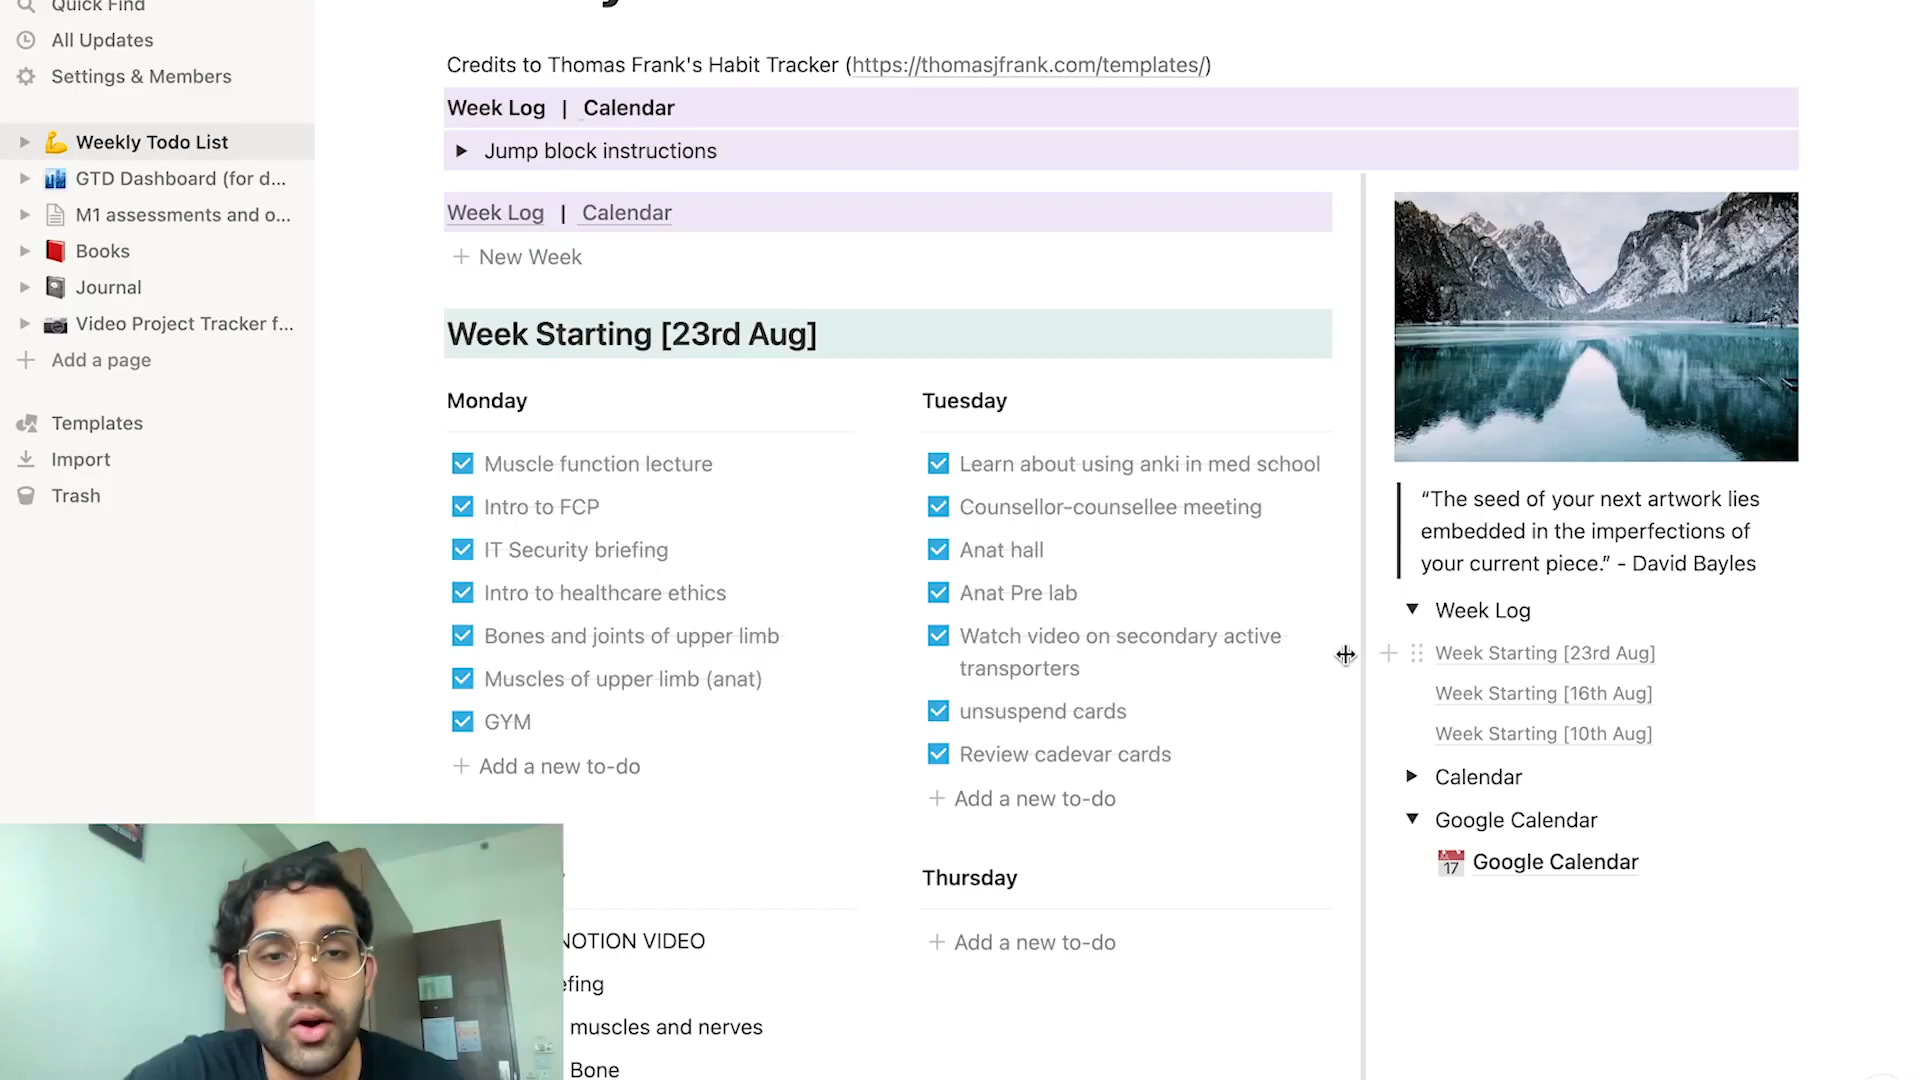 Quick Find
All Updates
Settings & Members
Weekly Todo List
GTD Dashboard (for d...
M1 assessments and o...
Books
Journal
Video Project Tracker f...
Add a page
Templates
Import
Trash
Credits to Thomas Frank's Habit Tracker (https://thomasjfrank.com/templates/)
Week Log | Calendar
Jump block instructions
Week Log | Calendar
New Week
Week Starting [23rd Aug]
Monday
Muscle function lecture
Intro to FCP
IT Security briefing
Intro to healthcare ethics
Bones and joints of upper limb
Muscles of upper limb (anat)
GYM
Add a new to-do
Tuesday
Learn about using anki in med school
Counsellor-counsellee meeting
Anat hall
Anat Pre lab
Watch video on secondary active
transporters
unsuspend cards
Review cadevar cards
Add a new to-do
NOTION VIDEO
efing
muscles and nerves
Bone
Thursday
Add a new to-do
“The seed of your next artwork lies
embedded in the imperfections of
your current piece.” - David Bayles
Week Log
Week Starting [23rd Aug]
Week Starting [16th Aug]
Week Starting [10th Aug]
Calendar
Google Calendar
17
Google Calendar